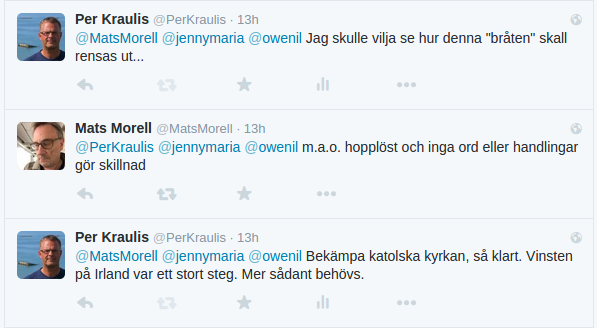 Per Kraulis @PerKraulis · 13h
@MatsMorell @jennymaria @owenil Jag skulle vilja se hur denna "bråten" skall
rensas ut...
Mats Morell @MatsMorell · 13h
@PerKraulis @jennymaria @owenil m.a.o. hopplöst och inga ord eller handlingar
gör skillnad
Per Kraulis @PerKraulis · 13h
@MatsMorell @jennymaria @owenil Bekämpa katolska kyrkan, så klart. Vinsten
på Irland var ett stort steg. Mer sådant behövs.